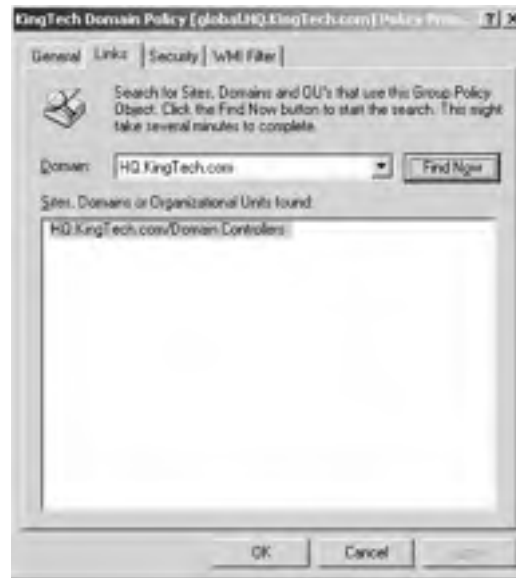 KingTech Domain Policy [global.HQ.KingTech.com] Policy
General Links Security WMI Filter
Search for Sites, Domains and OU's that use this Group Policy
Object. Click the Find Now button to start the search. This might
take several minutes to complete.
Domain: HQ.KingTech.com Find Now
Sites, Domains or Organizational Units found:
HQ.KingTech.com/Domain Controllers
OK Cancel